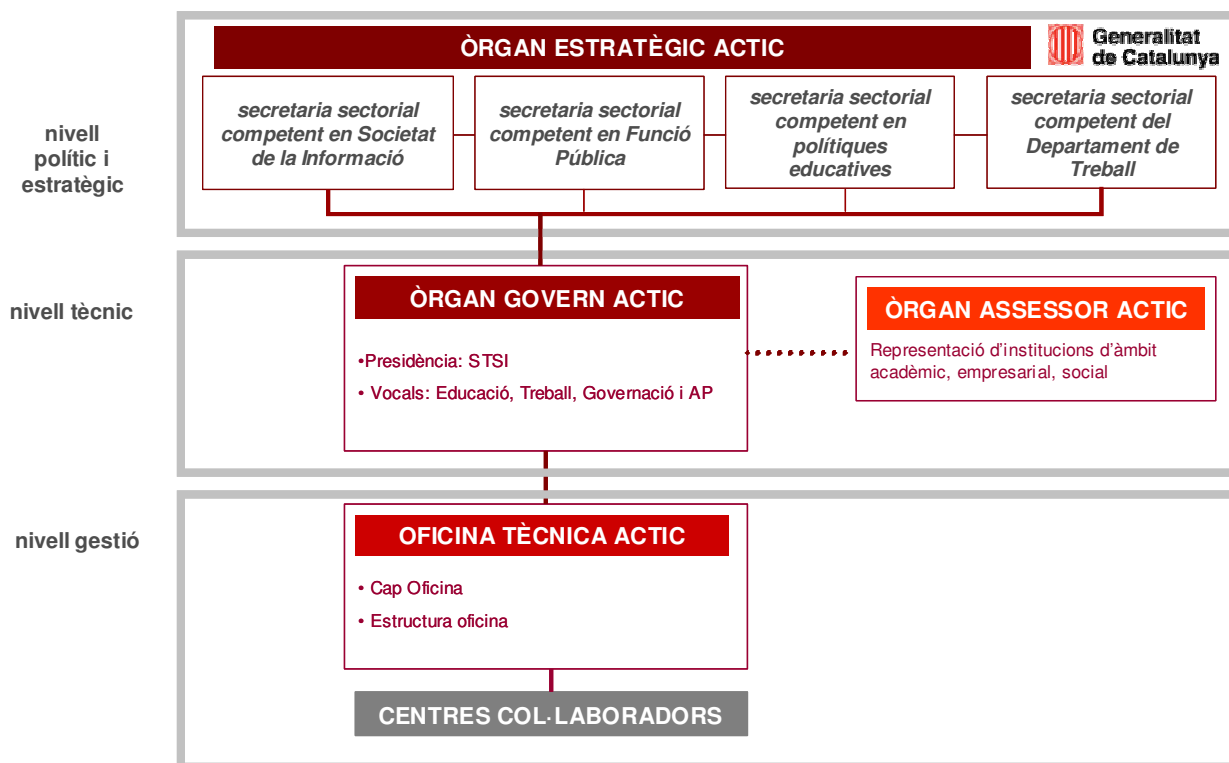 ÒRGAN ESTRATÈGIC ACTIC
Generalitat
de Catalunya
nivell
polític i
estratègic
secretaria sectorial
competent en Societat
de la Informació
secretaria sectorial
competent en Funció
Pública
secretaria sectorial
competent en
polítiques
educatives
secretaria sectorial
competent del
Departament de
Treball
nivell tècnic
ÒRGAN GOVERN ACTIC
•Presidència: STSI
• Vocals: Educació, Treball, Governació i AP
ÒRGAN ASSESSOR ACTIC
Representació d'institucions d'àmbit
acadèmic, empresarial, social
nivell gestió
OFICINA TÈCNICA ACTIC
• Cap Oficina
• Estructura oficina
CENTRES COL·LABORADORS